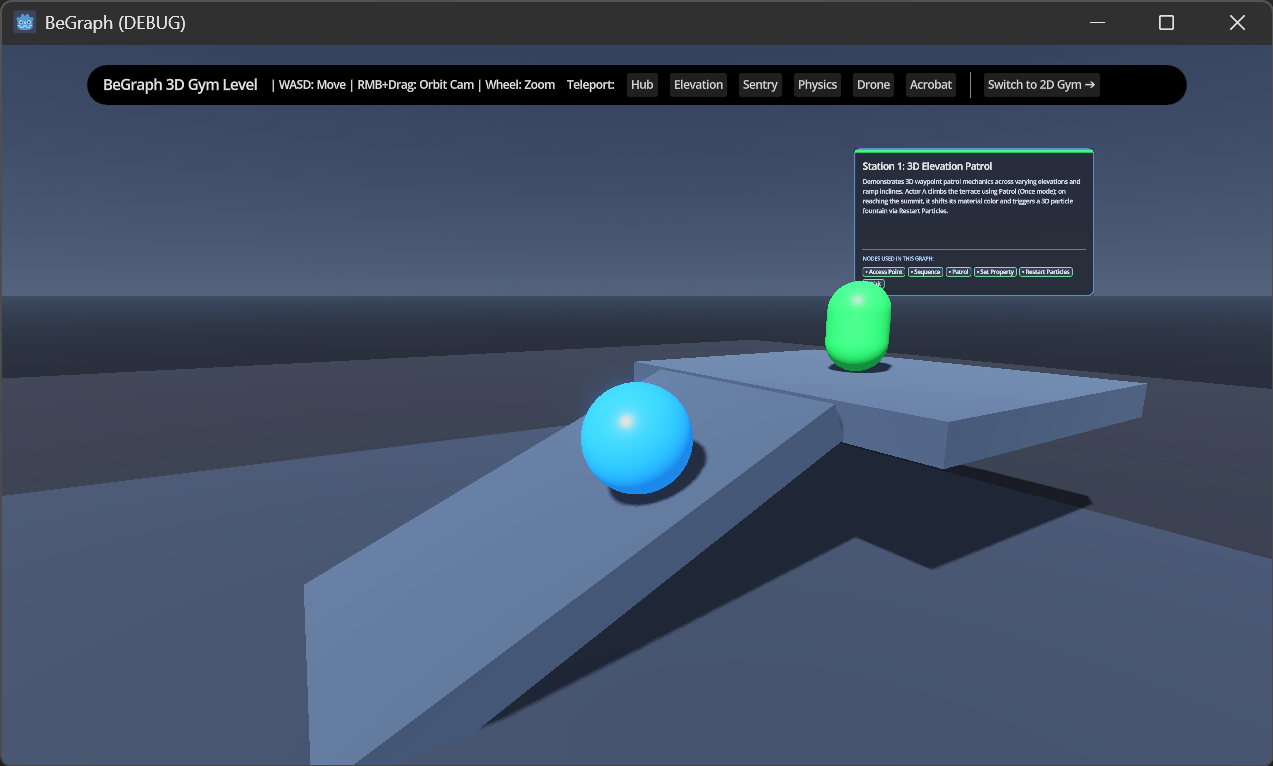 BeGraph (DEBUG)
BeGraph 3D Gym Level | WASD: Move | RMB+Drag: Orbit Cam | Wheel: Zoom Teleport: Hub Elevation Sentry Physics Drone Acrobat Switch to 2D Gym ➔
Station 1: 3D Elevation Patrol
Demonstrates 3D waypoint patrol mechanics across varying elevations and
ramp inclines. Actor A climbs the terrace using Patrol (Once mode); on
reaching the summit, it shifts its material color and triggers a 3D particle
fountain via Restart Particles.
NODES USED IN THIS GRAPH:
• Access Point • Sequence • Patrol • Set Property • Restart Particles